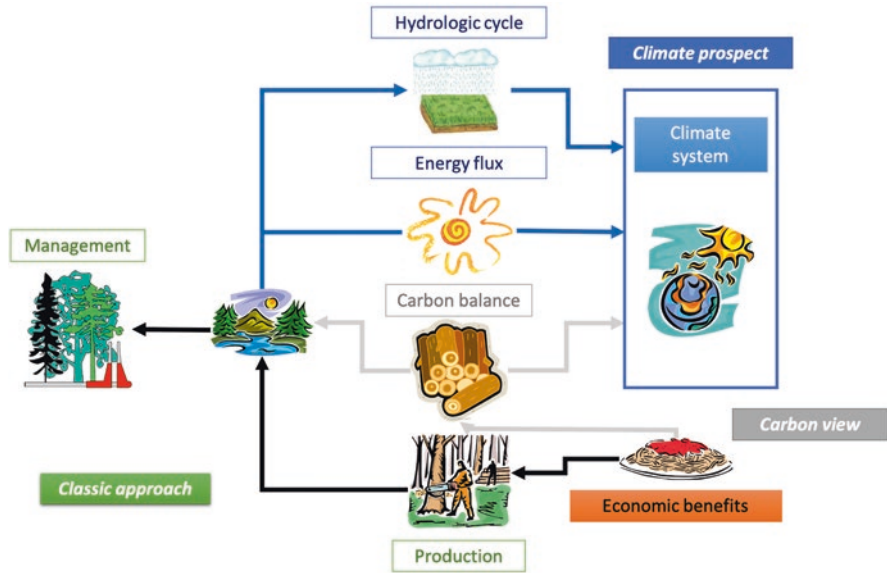 Hydrologic cycle
Climate prospect
Climate
system
Energy flux
Management
Carbon balance
Carbon view
Classic approach
Economic benefits
Production